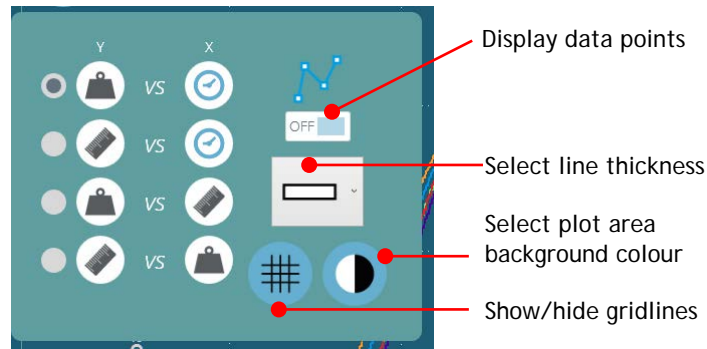 Y X
VS
VS
VS
VS
OFF
Display data points
Select line thickness
Select plot area
background colour
Show/hide gridlines